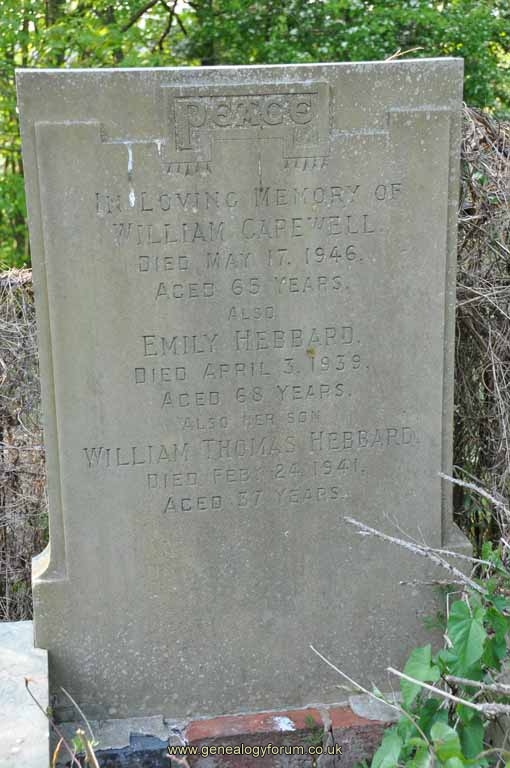 PEACE
IN LOVING MEMORY OF
WILLIAM CAPEWELL.
DIED MAY 17. 1946.
AGED 65 YEARS.
ALSO
EMILY HEBBARD.
DIED APRIL 3. 1939.
AGED 68 YEARS.
ALSO HER SON
WILLIAM THOMAS HEBBARD.
DIED FEBY 24. 1941.
AGED 37 YEARS.
www.genealogyforum.co.uk